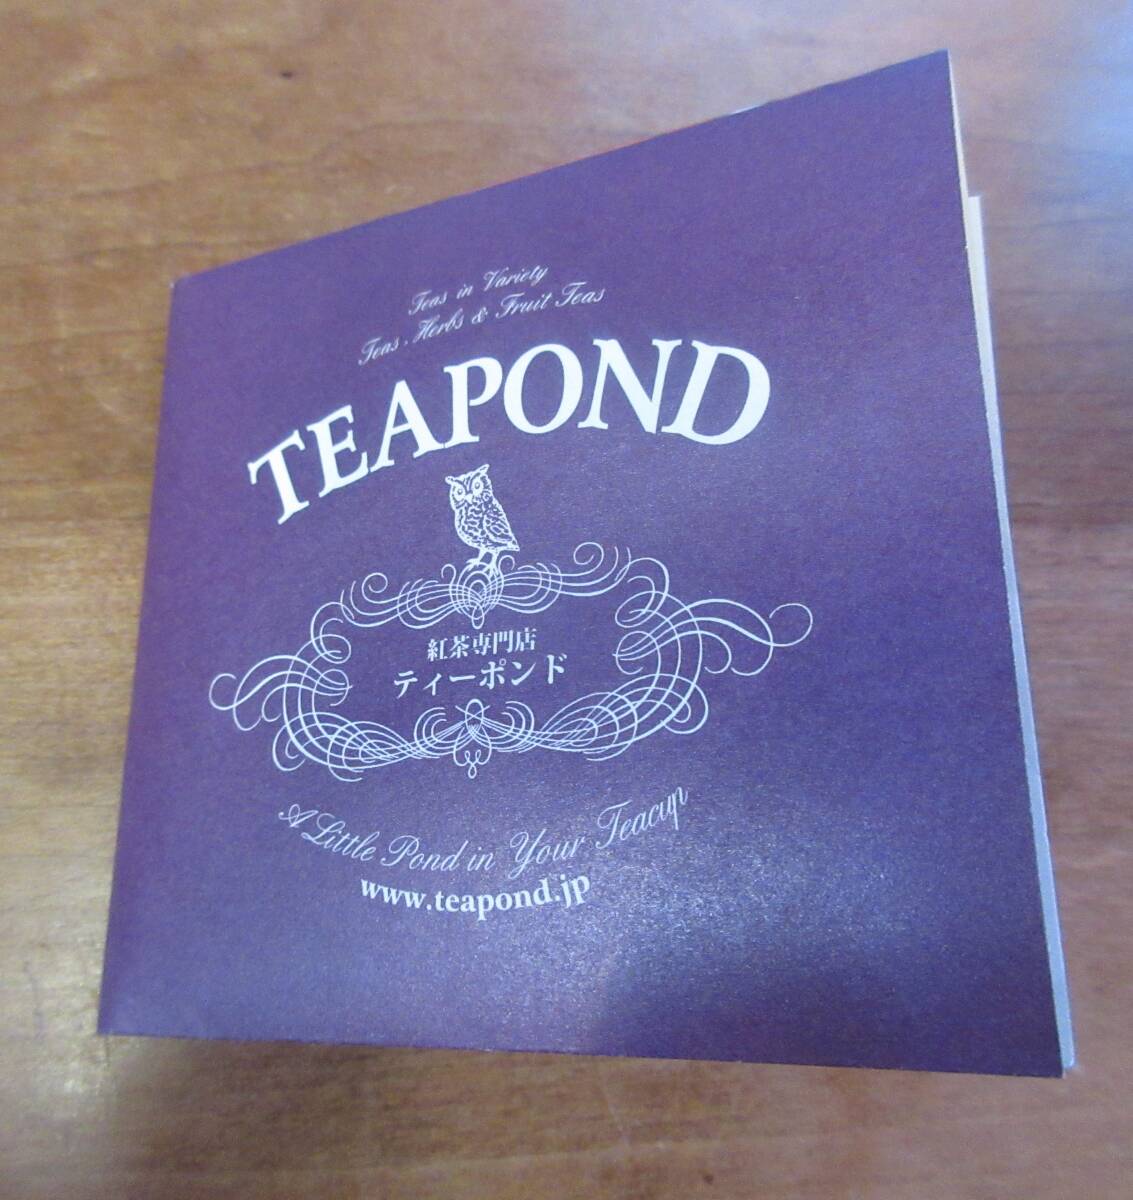 Teas in Variety
Teas · Herbs & Fruit Teas
TEAPOND
紅茶専門店
ティーポンド
A Little Pond in Your Teacup
www.teapond.jp